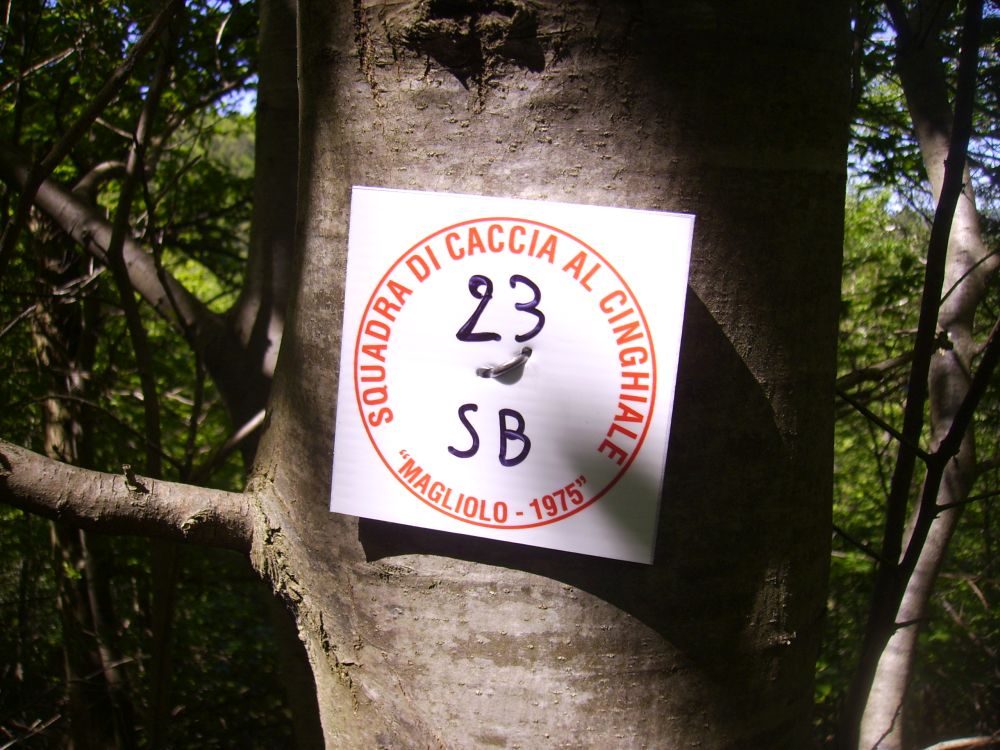 SQUADRA DI CACCIA AL CINGHIALE
23
SB
"MAGLIOLO - 1975"